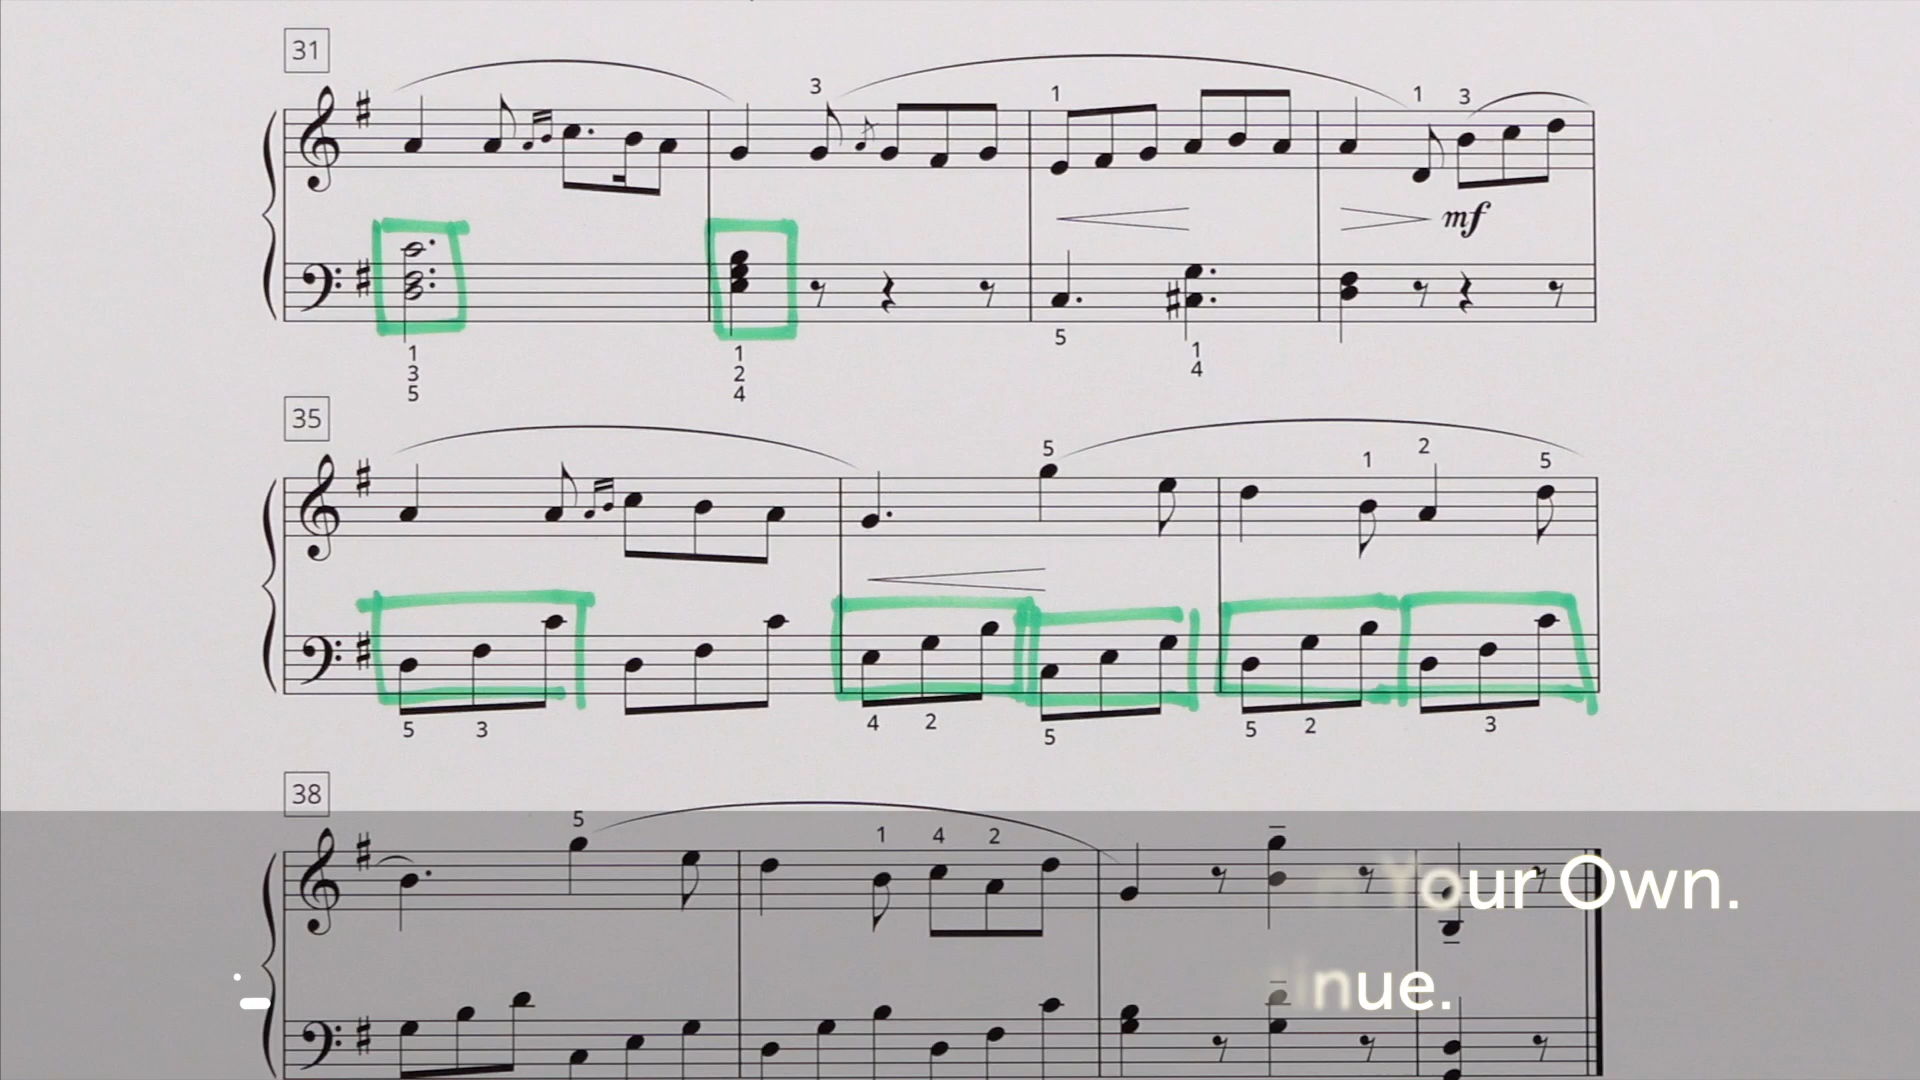 31
3 1 1 3
mf
5
1 1 1
3 2 4
5 4
35
5 1 2 5
5 3 4 2 5 5 2 3
38
5 1 4 2
Your Own.